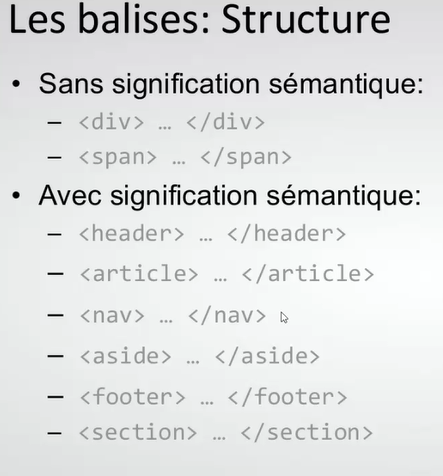 Les balises: Structure
• Sans signification sémantique:
– <div> … </div>
– <span> … </span>
• Avec signification sémantique:
– <header> … </header>
– <article> … </article>
– <nav> … </nav>
– <aside> … </aside>
– <footer> … </footer>
– <section> … </section>